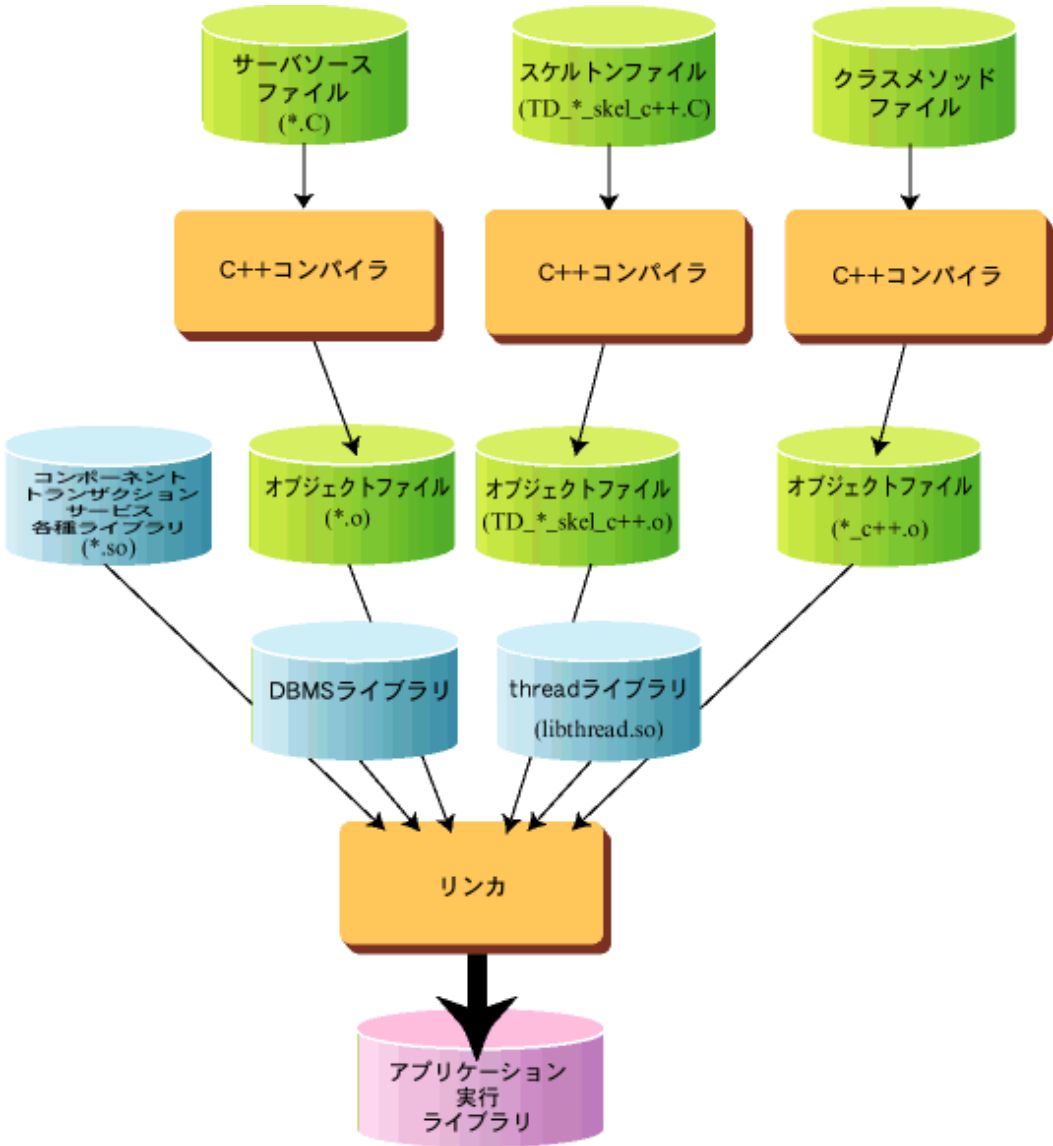 サーバソース
ファイル
(*.C)
スケルトンファイル
(TD_*_skel_c++.C)
クラスメソッド
ファイル
C++コンパイラ
C++コンパイラ
C++コンパイラ
コンポーネント
トランザクション
サービス
各種ライブラリ
(*.so)
オブジェクトファイル
(*.o)
オブジェクトファイル
(TD_*_skel_c++.o)
オブジェクトファイル
(*_c++.o)
DBMSライブラリ
threadライブラリ
(libthread.so)
リンカ
アプリケーション
実行
ライブラリ